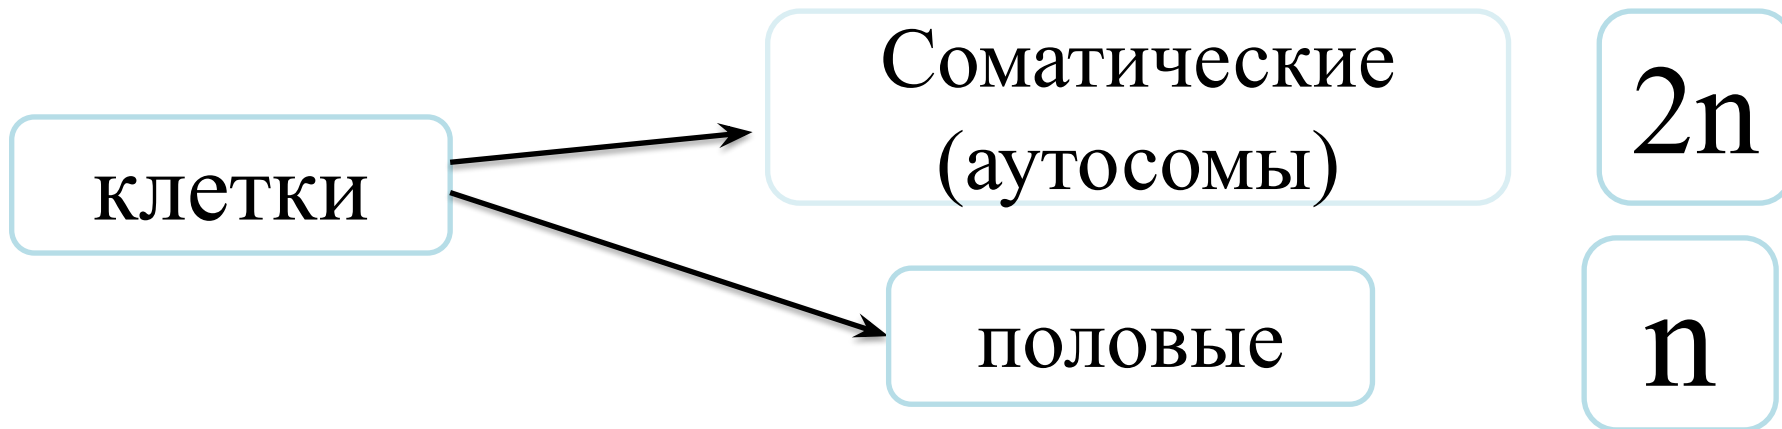 клетки
Соматические
(аутосомы)
2n
половые
n